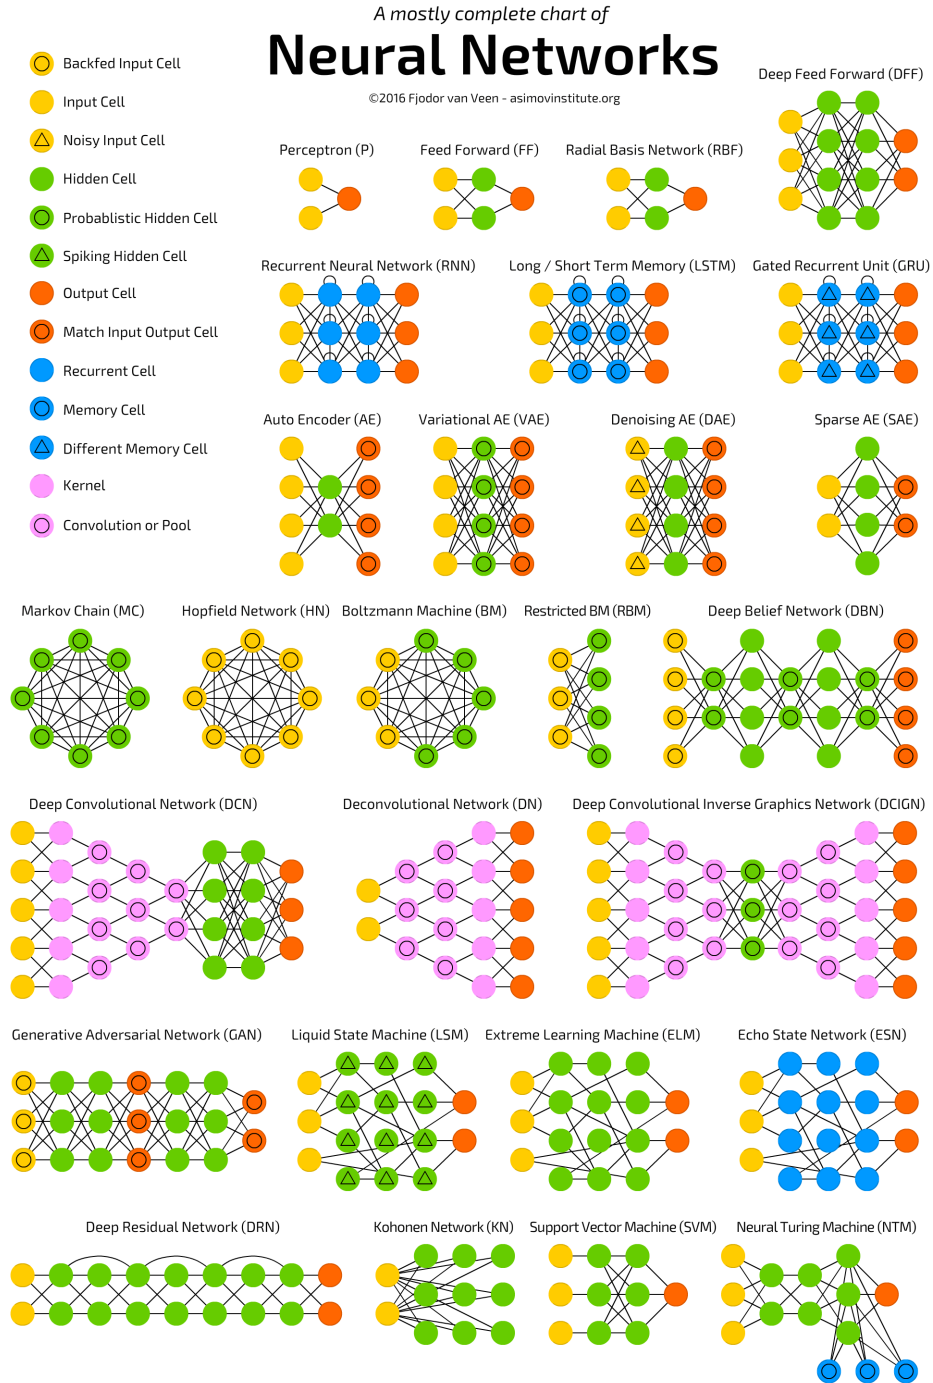 A mostly complete chart of
Neural Networks
©2016 Fjodor van Veen - asimovinstitute.org
Backfed Input Cell
Input Cell
Noisy Input Cell
Hidden Cell
Probablistic Hidden Cell
Spiking Hidden Cell
Output Cell
Match Input Output Cell
Recurrent Cell
Memory Cell
Different Memory Cell
Kernel
Convolution or Pool
Deep Feed Forward (DFF)
Perceptron (P)
Feed Forward (FF)
Radial Basis Network (RBF)
Recurrent Neural Network (RNN)
Long / Short Term Memory (LSTM)
Gated Recurrent Unit (GRU)
Auto Encoder (AE)
Variational AE (VAE)
Denoising AE (DAE)
Sparse AE (SAE)
Markov Chain (MC)
Hopfield Network (HN)
Boltzmann Machine (BM)
Restricted BM (RBM)
Deep Belief Network (DBN)
Deep Convolutional Network (DCN)
Deconvolutional Network (DN)
Deep Convolutional Inverse Graphics Network (DCIGN)
Generative Adversarial Network (GAN)
Liquid State Machine (LSM)
Extreme Learning Machine (ELM)
Echo State Network (ESN)
Deep Residual Network (DRN)
Kohonen Network (KN)
Support Vector Machine (SVM)
Neural Turing Machine (NTM)